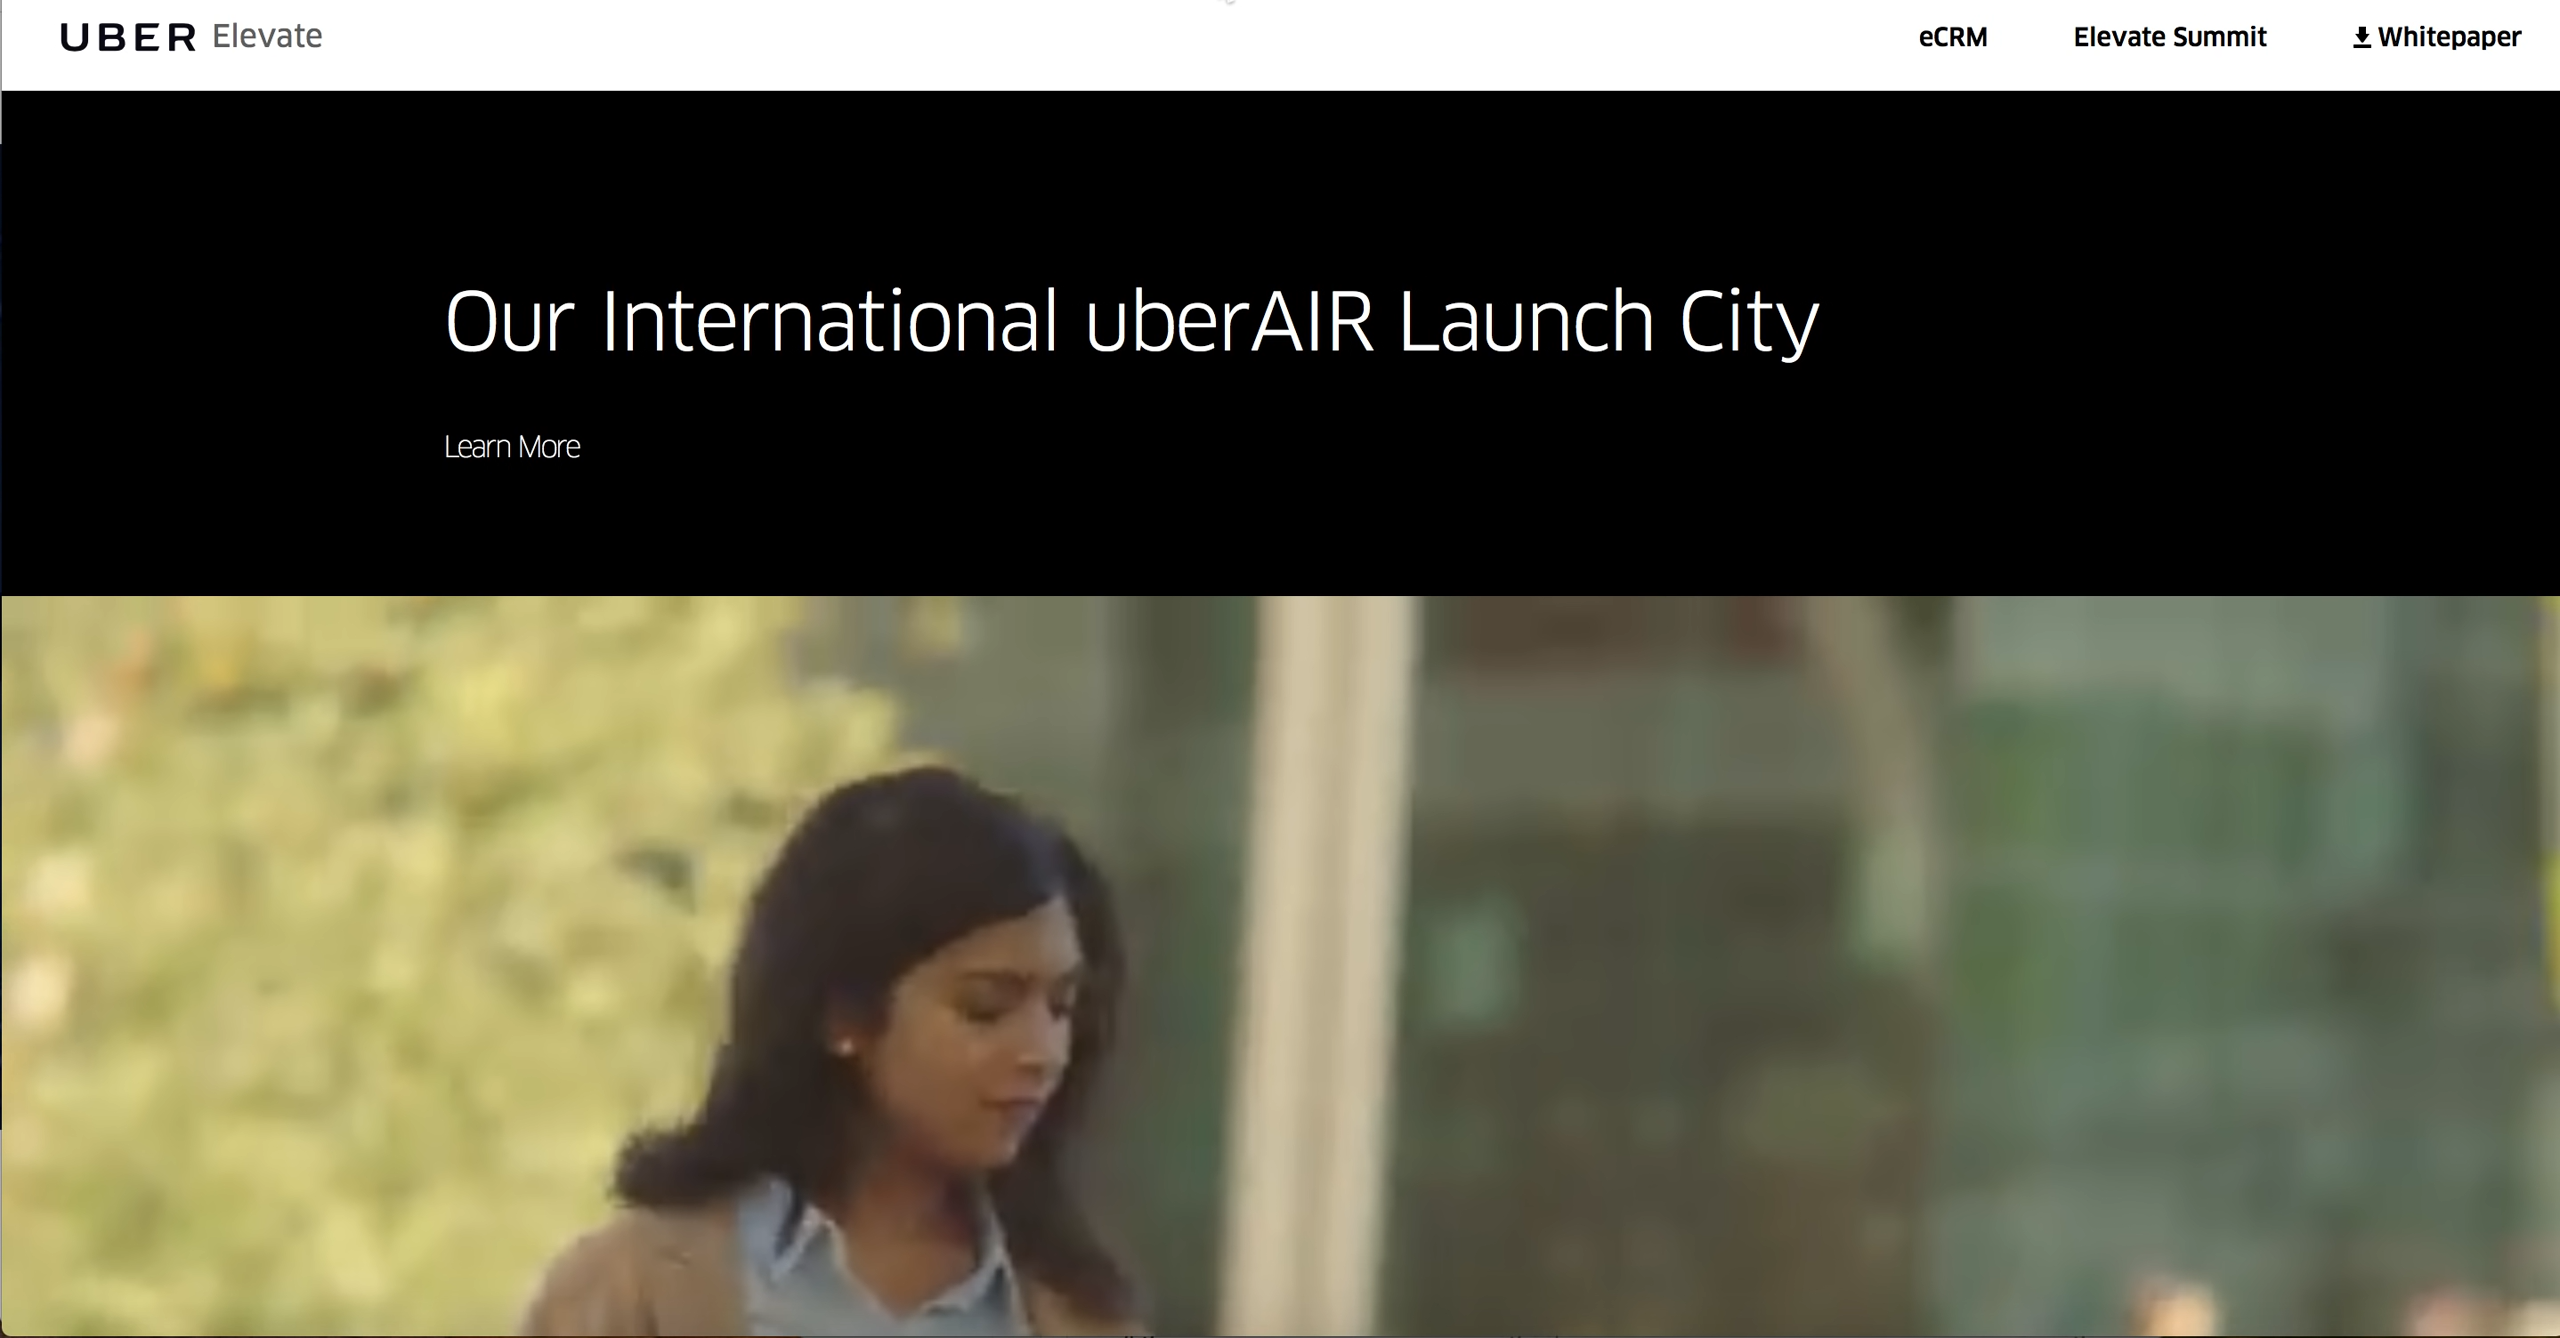 UBER Elevate
eCRM
Elevate Summit
Whitepaper
Our International uberAIR Launch City
Learn More